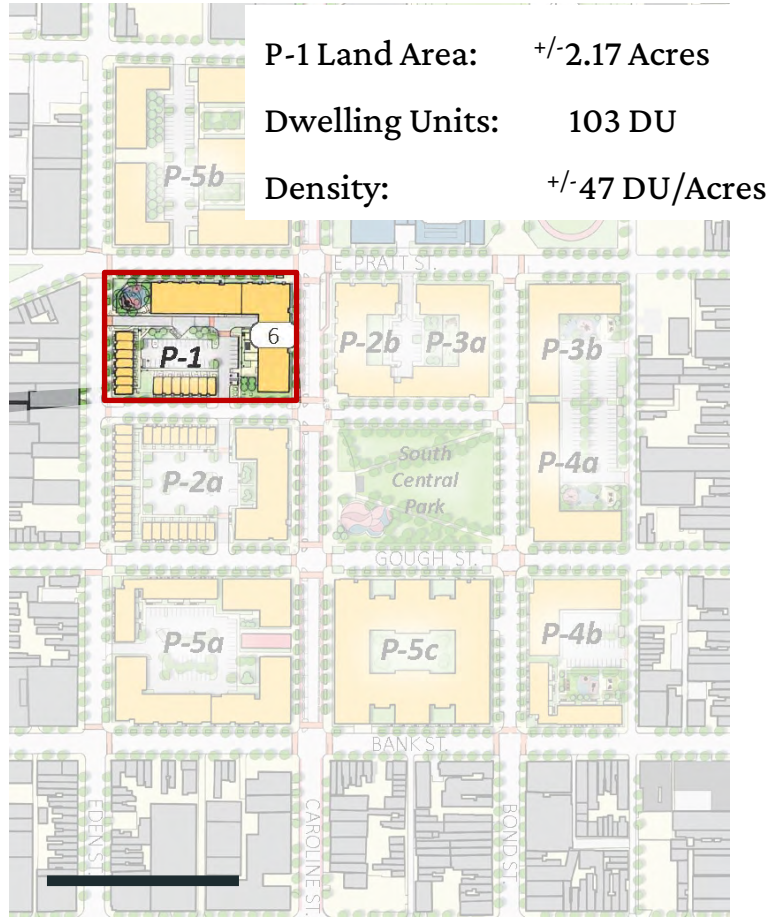 P-1 Land Area: +/-2.17 Acres
Dwelling Units: 103 DU
Density: +/-47 DU/Acres
P-5b
E. PRATT ST.
6
P-1
P-2b
P-3a
P-3b
P-2a
South
Central
Park
P-4a
GOUGH ST.
P-5a
P-5c
P-4b
BANK ST.
EDEN ST.
CAROLINE ST.
BOND ST.